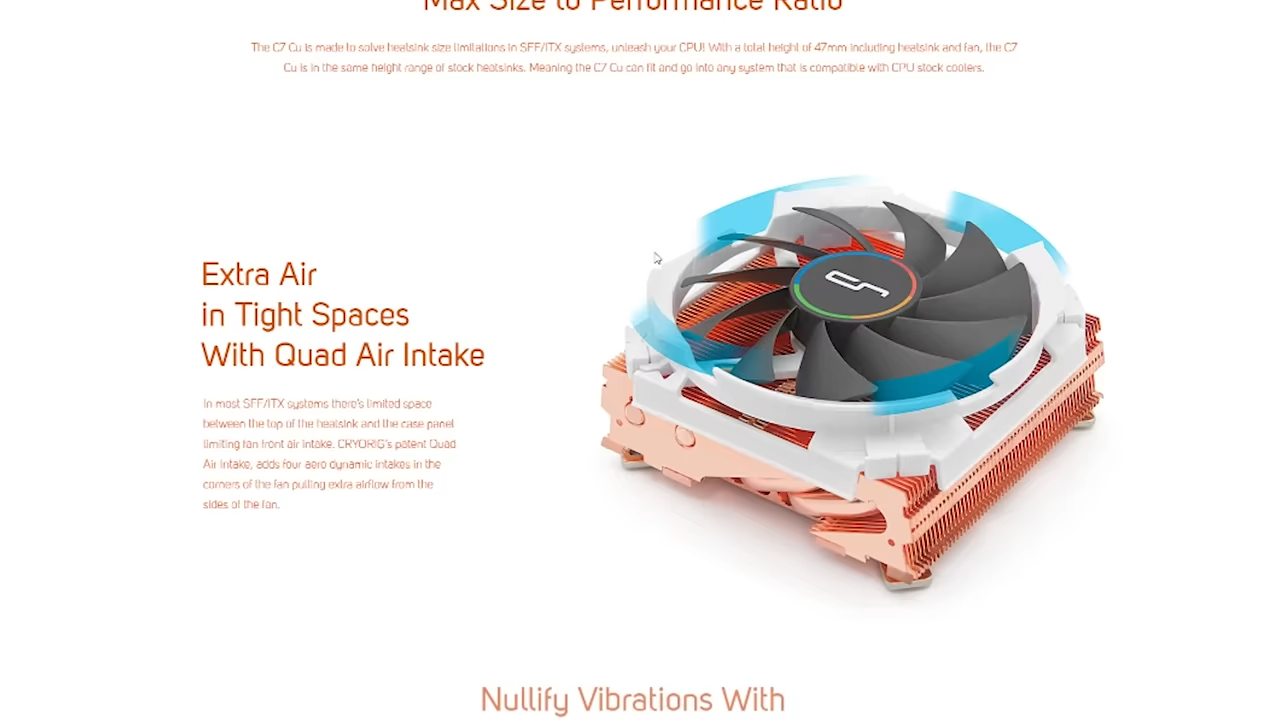 Max Size to Performance Ratio
The C7 Cu is made to solve heatsink size limitations in SFF/ITX systems, unleash your CPU! With a total height of 47mm including heatsink and fan, the C7
Cu is in the same height range of stock heatsinks. Meaning the C7 Cu can fit and go into any system that is compatible with CPU stock coolers.
Extra Air
in Tight Spaces
With Quad Air Intake
In most SFF/ITX systems there's limited space
between the top of the heatsink and the case panel
limiting fan front air intake. CRYORIG's patent Quad
Air Intake, adds four aero dynamic intakes in the
corners of the fan pulling extra airflow from the
sides of the fan.
Nullify Vibrations With